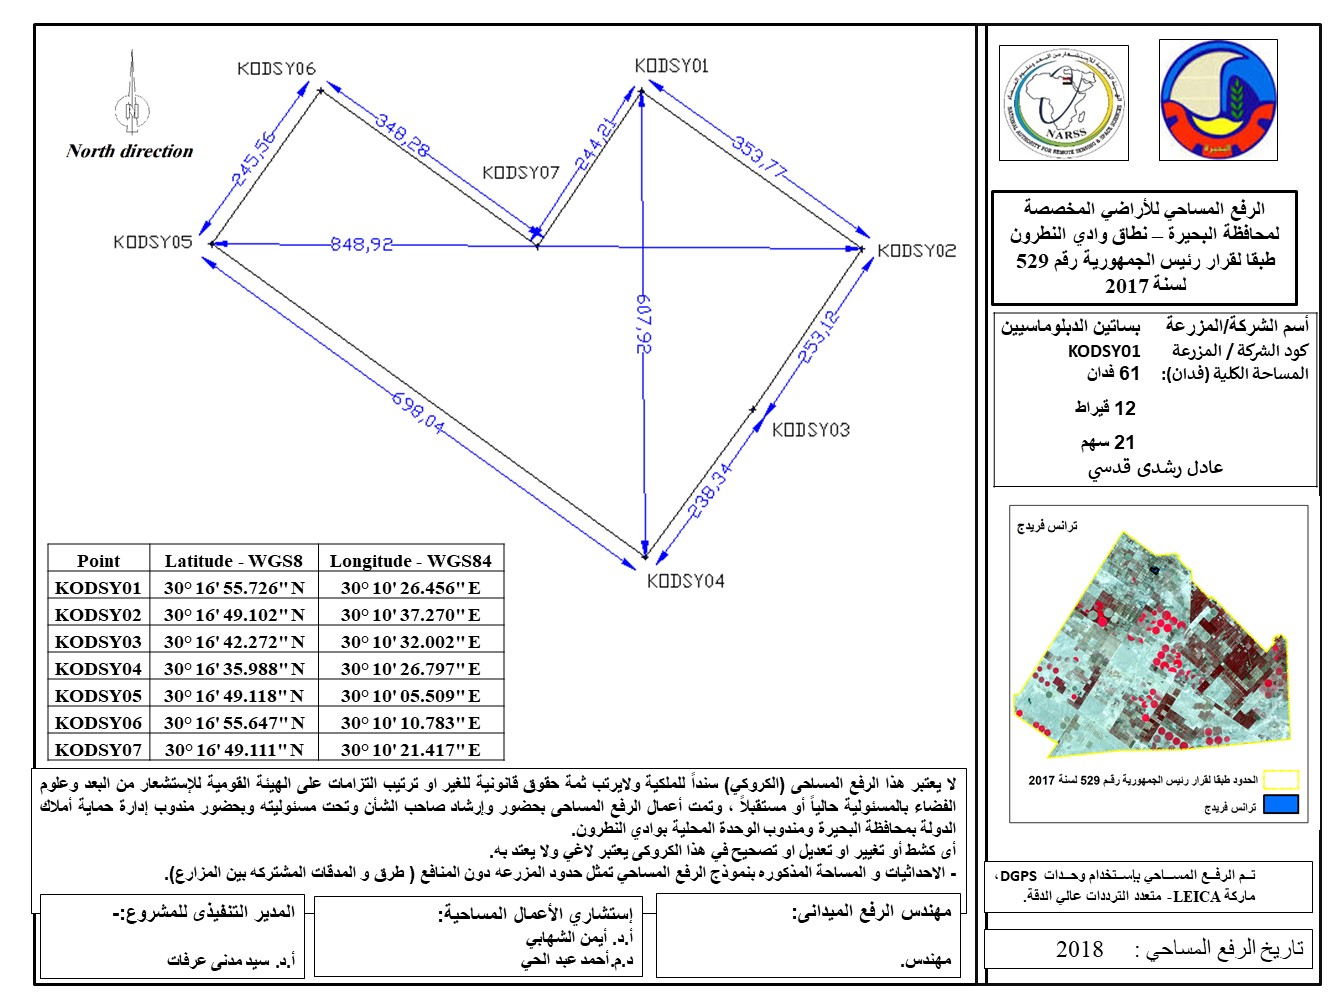 North direction
KODSY06
KODSY01
KODSY07
KODSY05
KODSY02
KODSY03
KODSY04
245,56
348,28
244,21
353,77
848,92
607,92
253,12
698,04
238,34
Point Latitude - WGS8 Longitude - WGS84
KODSY01 30° 16' 55.726" N 30° 10' 26.456" E
KODSY02 30° 16' 49.102" N 30° 10' 37.270" E
KODSY03 30° 16' 42.272" N 30° 10' 32.002" E
KODSY04 30° 16' 35.988" N 30° 10' 26.797" E
KODSY05 30° 16' 49.118" N 30° 10' 05.509" E
KODSY06 30° 16' 55.647" N 30° 10' 10.783" E
KODSY07 30° 16' 49.111" N 30° 10' 21.417" E
NARSS
NATIONAL AUTHORITY FOR REMOTE SENSING & SPACE SCIENCES
البحيرة
الرفع المساحي للأراضي المخصصة
لمحافظة البحيرة – نطاق وادي النطرون
طبقا لقرار رئيس الجمهورية رقم 529
لسنة 2017
أسم الشركة/المزرعة بساتين الدبلوماسيين
كود الشركة / المزرعة KODSY01
المساحة الكلية (فدان): 61 فدان
12 قيراط
21 سهم
عادل رشدى قدسي
ترانس فريدج
الحدود طبقا لقرار رئيس الجمهورية رقم 529 لسنة 2017
ترانس فريدج
تم الرفع المساحي بإستخدام وحدات DGPS،
ماركة LEICA- متعدد الترددات عالي الدقة.
تاريخ الرفع المساحي : 2018
لا يعتبر هذا الرفع المساحى (الكروكي) سنداً للملكية ولايرتب ثمة حقوق قانونية للغير او ترتيب التزامات على الهيئة القومية للإستشعار من البعد وعلوم
الفضاء بالمسئولية حالياً أو مستقبلاً ، وتمت أعمال الرفع المساحى بحضور وإرشاد صاحب الشأن وتحت مسئوليته وبحضور مندوب إدارة حماية أملاك
الدولة بمحافظة البحيرة ومندوب الوحدة المحلية بوادي النطرون.
أى كشط أو تغيير او تعديل او تصحيح في هذا الكروكى يعتبر لاغي ولا يعتد به.
- الاحداثيات و المساحة المذكوره بنموذج الرفع المساحي تمثل حدود المزرعه دون المنافع ( طرق و المدقات المشتركه بين المزارع).
مهندس الرفع الميدانى:
مهندس.
إستشاري الأعمال المساحية:
أ.د. أيمن الشهابي
د.م.أحمد عبد الحي
المدير التنفيذى للمشروع:-
أ.د. سيد مدنى عرفات